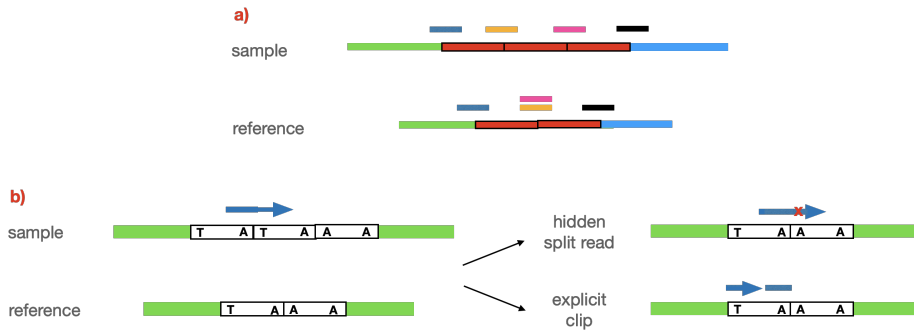 a)
sample
reference
b)
sample
T A T A A A
reference
T A A A
hidden
split read
x
T A A A
explicit
clip
T A A A